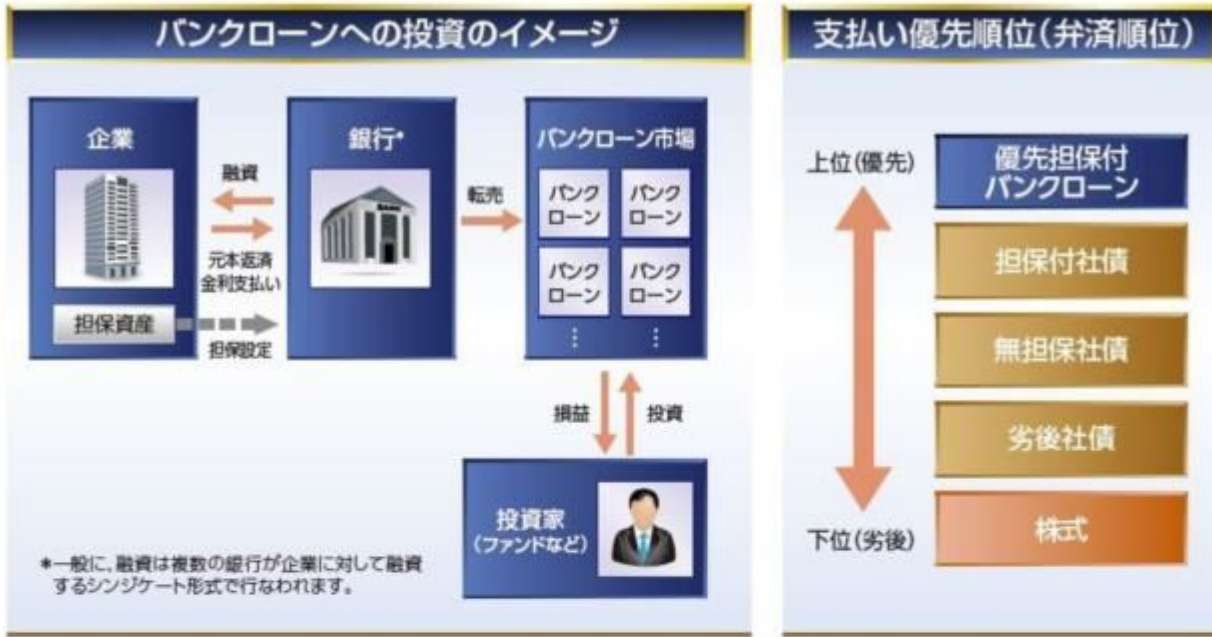 バンクローンへの投資のイメージ
企業
融資
元本返済
金利支払い
担保資産
担保設定
銀行*
BANK
転売
バンクローン市場
バンク
ローン
バンク
ローン
バンク
ローン
バンク
ローン
⋮
⋮
損益
投資
投資家
(ファンドなど)
*一般に、融資は複数の銀行が企業に対して融資
するシンジケート形式で行なわれます。
支払い優先順位(弁済順位)
上位(優先)
下位(劣後)
優先担保付
バンクローン
担保付社債
無担保社債
劣後社債
株式